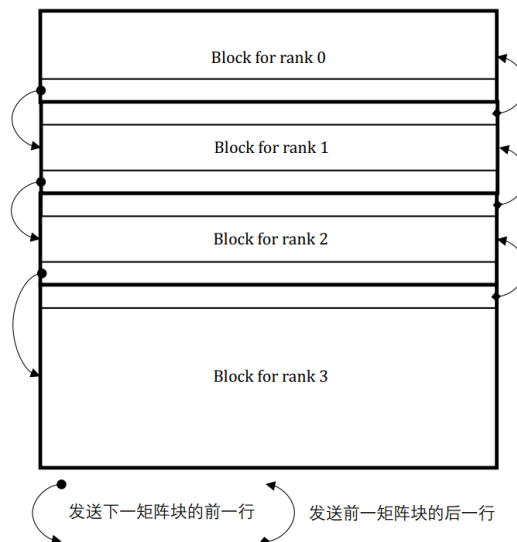 Block for rank 0
Block for rank 1
Block for rank 2
Block for rank 3
发送下一矩阵块的前一行
发送前一矩阵块的后一行